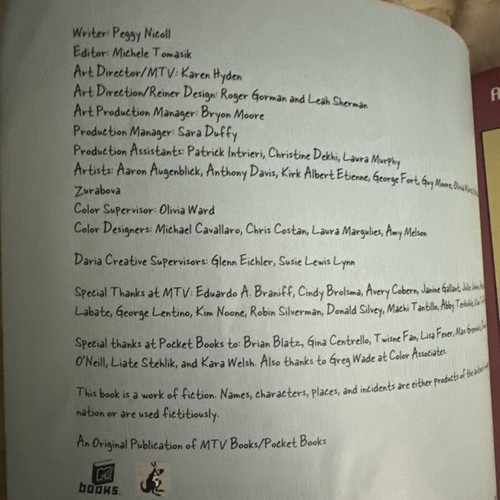 Writer: Peggy Nicoll
Editor: Michele Tomasik
Art Director/MTV: Karen Hyden
Art Direction/Reiner Design: Roger Gorman and Leah Sherman
Art Production Manager: Bryon Moore
Production Manager: Sara Duffy
Production Assistants: Patrick Intrieri, Christine Dekhi, Laura Murphy
Artists: Aaron Augenblick, Anthony Davis, Kirk Albert Etienne, George Fort, Guy Moore,
Zurabova
Color Supervisor: Olivia Ward
Color Designers: Michael Cavallaro, Chris Costan, Laura Margulies, Amy Melson
Daria Creative Supervisors: Glenn Eichler, Susie Lewis Lynn
Special Thanks at MTV: Eduardo A. Braniff, Cindy Brolsma, Avery Cobern, Janine Gallant, Julie
Labate, George Lentino, Kim Noone, Robin Silverman, Donald Silvey, Machi Tantillo, Abby
Special thanks at Pocket Books to: Brian Blatz, Gina Centrello, Twisne Fan, Lisa Feuer, Max
O'Neill, Liate Stehlik, and Kara Welsh. Also thanks to Greg Wade at Color Associates.
This book is a work of fiction. Names, characters, places, and incidents are either products of the
nation or are used fictitiously.
An Original Publication of MTV Books/Pocket Books
BOOKS.